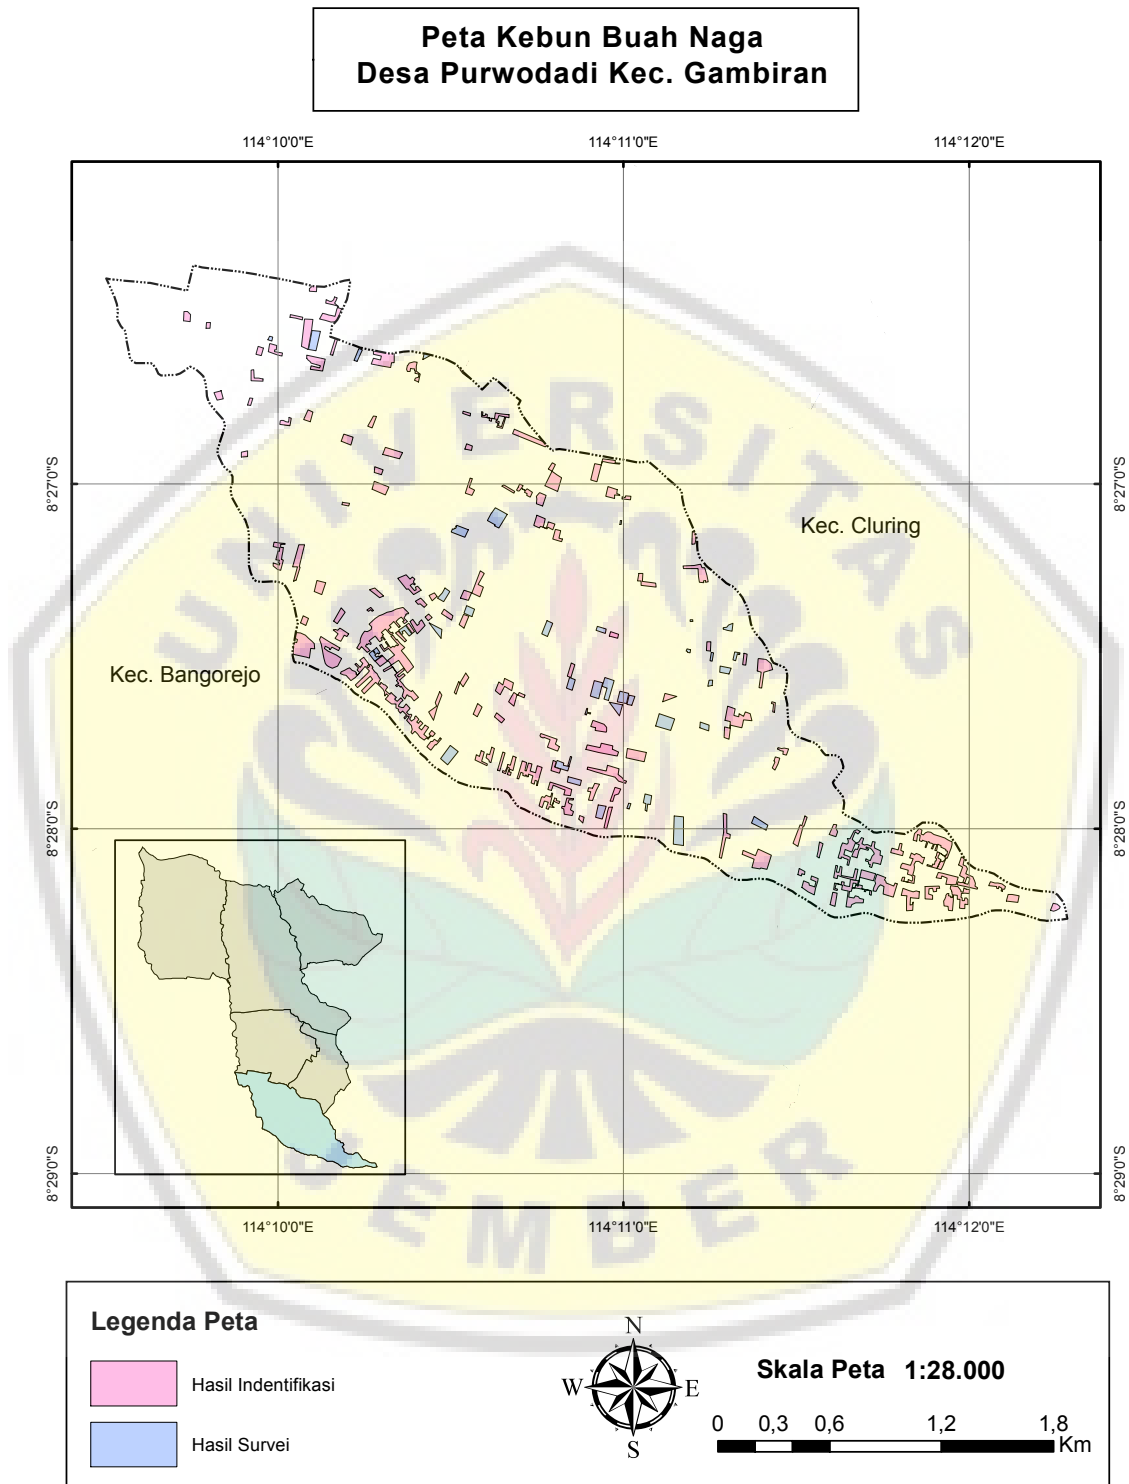 Peta Kebun Buah Naga
Desa Purwodadi Kec. Gambiran
114°10'0"E 114°11'0"E 114°12'0"E
8°27'0"S 8°27'0"S
Kec. Cluring
Kec. Bangorejo
8°28'0"S 8°28'0"S
8°29'0"S 8°29'0"S
114°10'0"E 114°11'0"E 114°12'0"E
UNIVERSITAS
JEMBER
Legenda Peta
Hasil Indentifikasi
Hasil Survei
N
W E
S
Skala Peta 1:28.000
0 0,3 0,6 1,2 1,8
Km